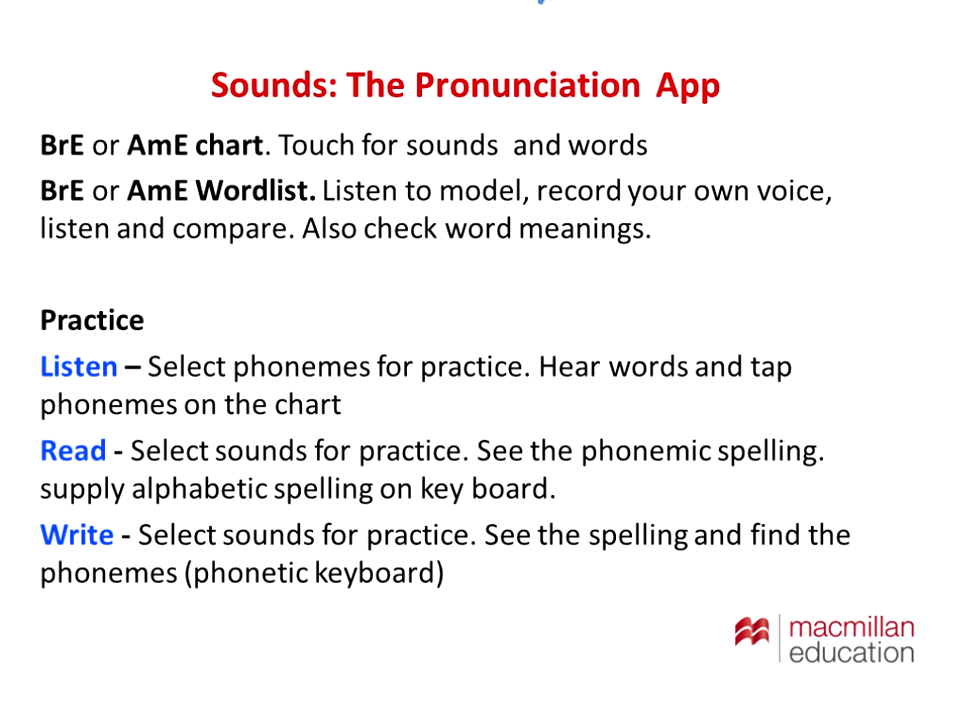 Sounds: The Pronunciation App
BrE or AmE chart. Touch for sounds and words
BrE or AmE Wordlist. Listen to model, record your own voice,
listen and compare. Also check word meanings.
Practice
Listen – Select phonemes for practice. Hear words and tap
phonemes on the chart
Read - Select sounds for practice. See the phonemic spelling.
supply alphabetic spelling on key board.
Write - Select sounds for practice. See the spelling and find the
phonemes (phonetic keyboard)
macmillan
education